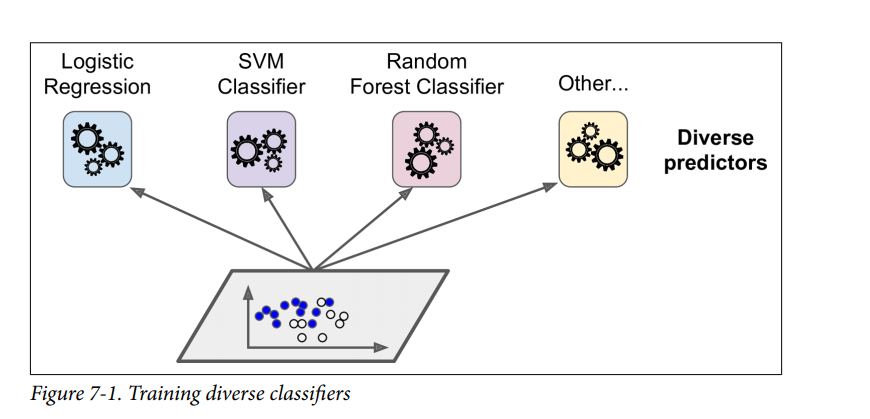 Logistic
Regression
SVM
Classifier
Random
Forest Classifier
Other...
Diverse
predictors
Figure 7-1. Training diverse classifiers